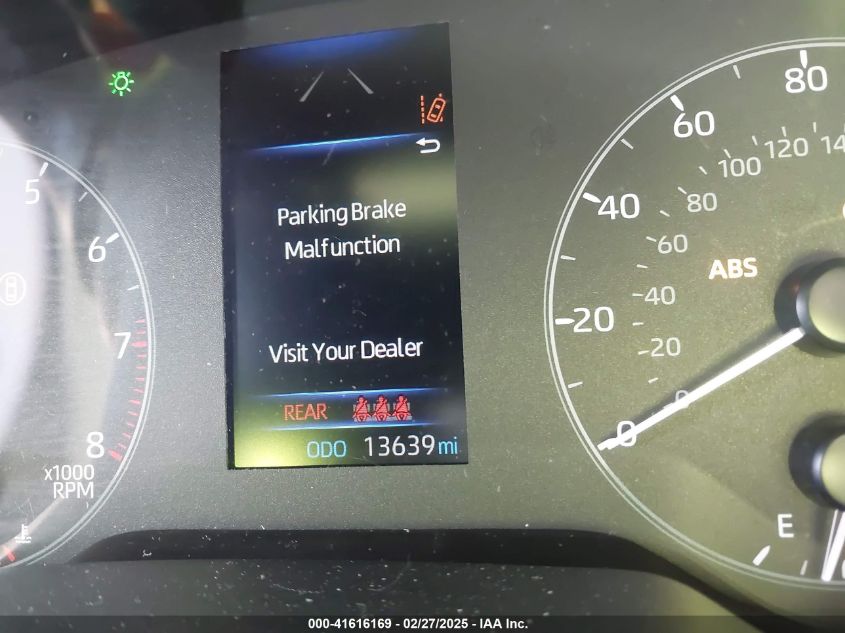 Parking Brake
Malfunction
Visit Your Dealer
REAR
ODO 13639 mi
5
6
7
8
x1000
RPM
0
20
40
60
80
0
20
40
60
80
100
120
ABS
E
000-41616169 - 02/27/2025 - IAA Inc.